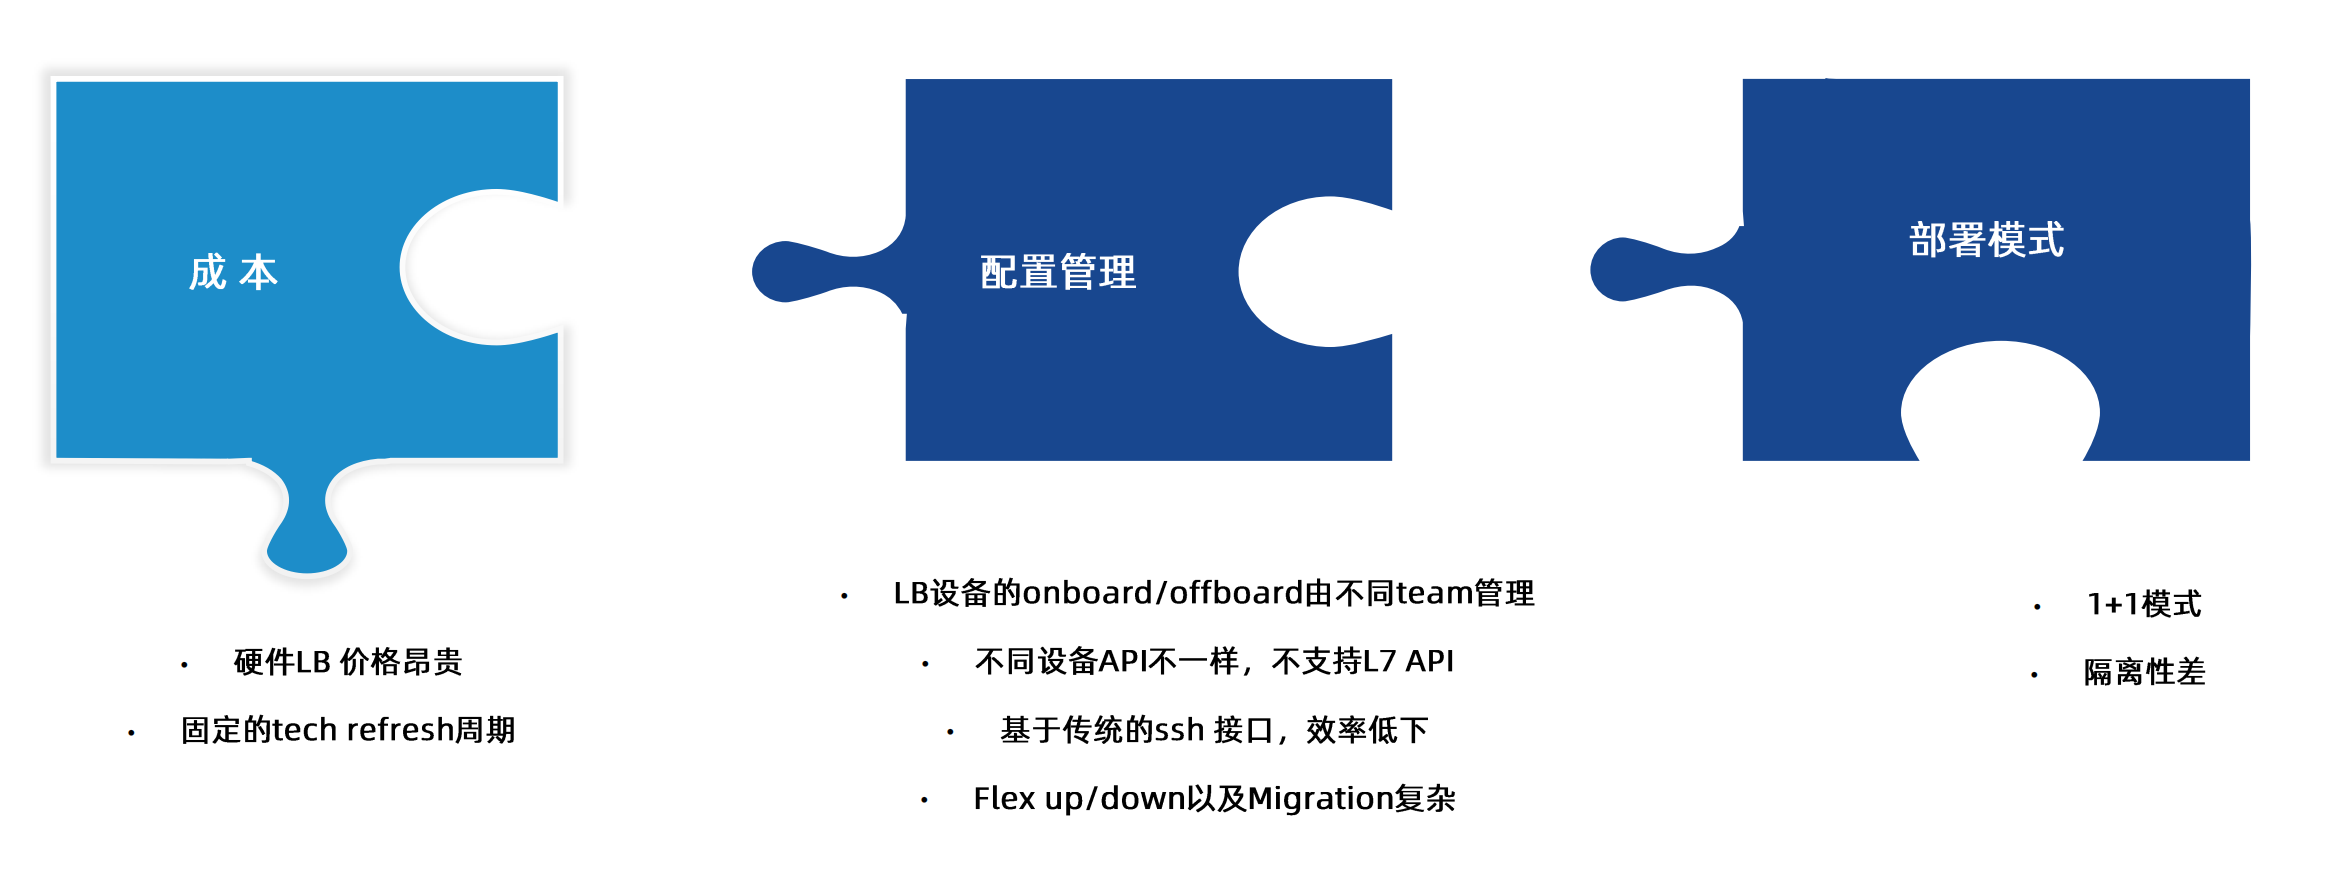 成 本
• 硬件LB 价格昂贵
• 固定的tech refresh周期
配置管理
• LB设备的onboard/offboard由不同team管理
• 不同设备API不一样，不支持L7 API
• 基于传统的ssh 接口，效率低下
• Flex up/down以及Migration复杂
部署模式
• 1+1模式
• 隔离性差